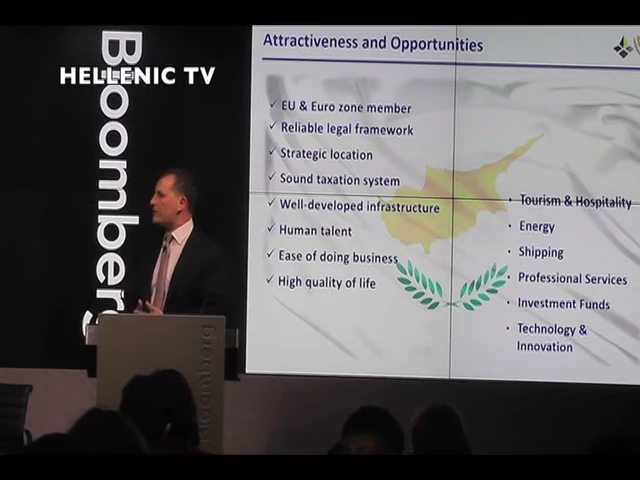 HELLENIC TV
Bloomberg
Attractiveness and Opportunities
✓ EU & Euro zone member
✓ Reliable legal framework
✓ Strategic location
✓ Sound taxation system
✓ Well-developed infrastructure
✓ Human talent
✓ Ease of doing business
✓ High quality of life
• Tourism & Hospitality
• Energy
• Shipping
• Professional Services
• Investment Funds
• Technology &
Innovation
Bloomberg